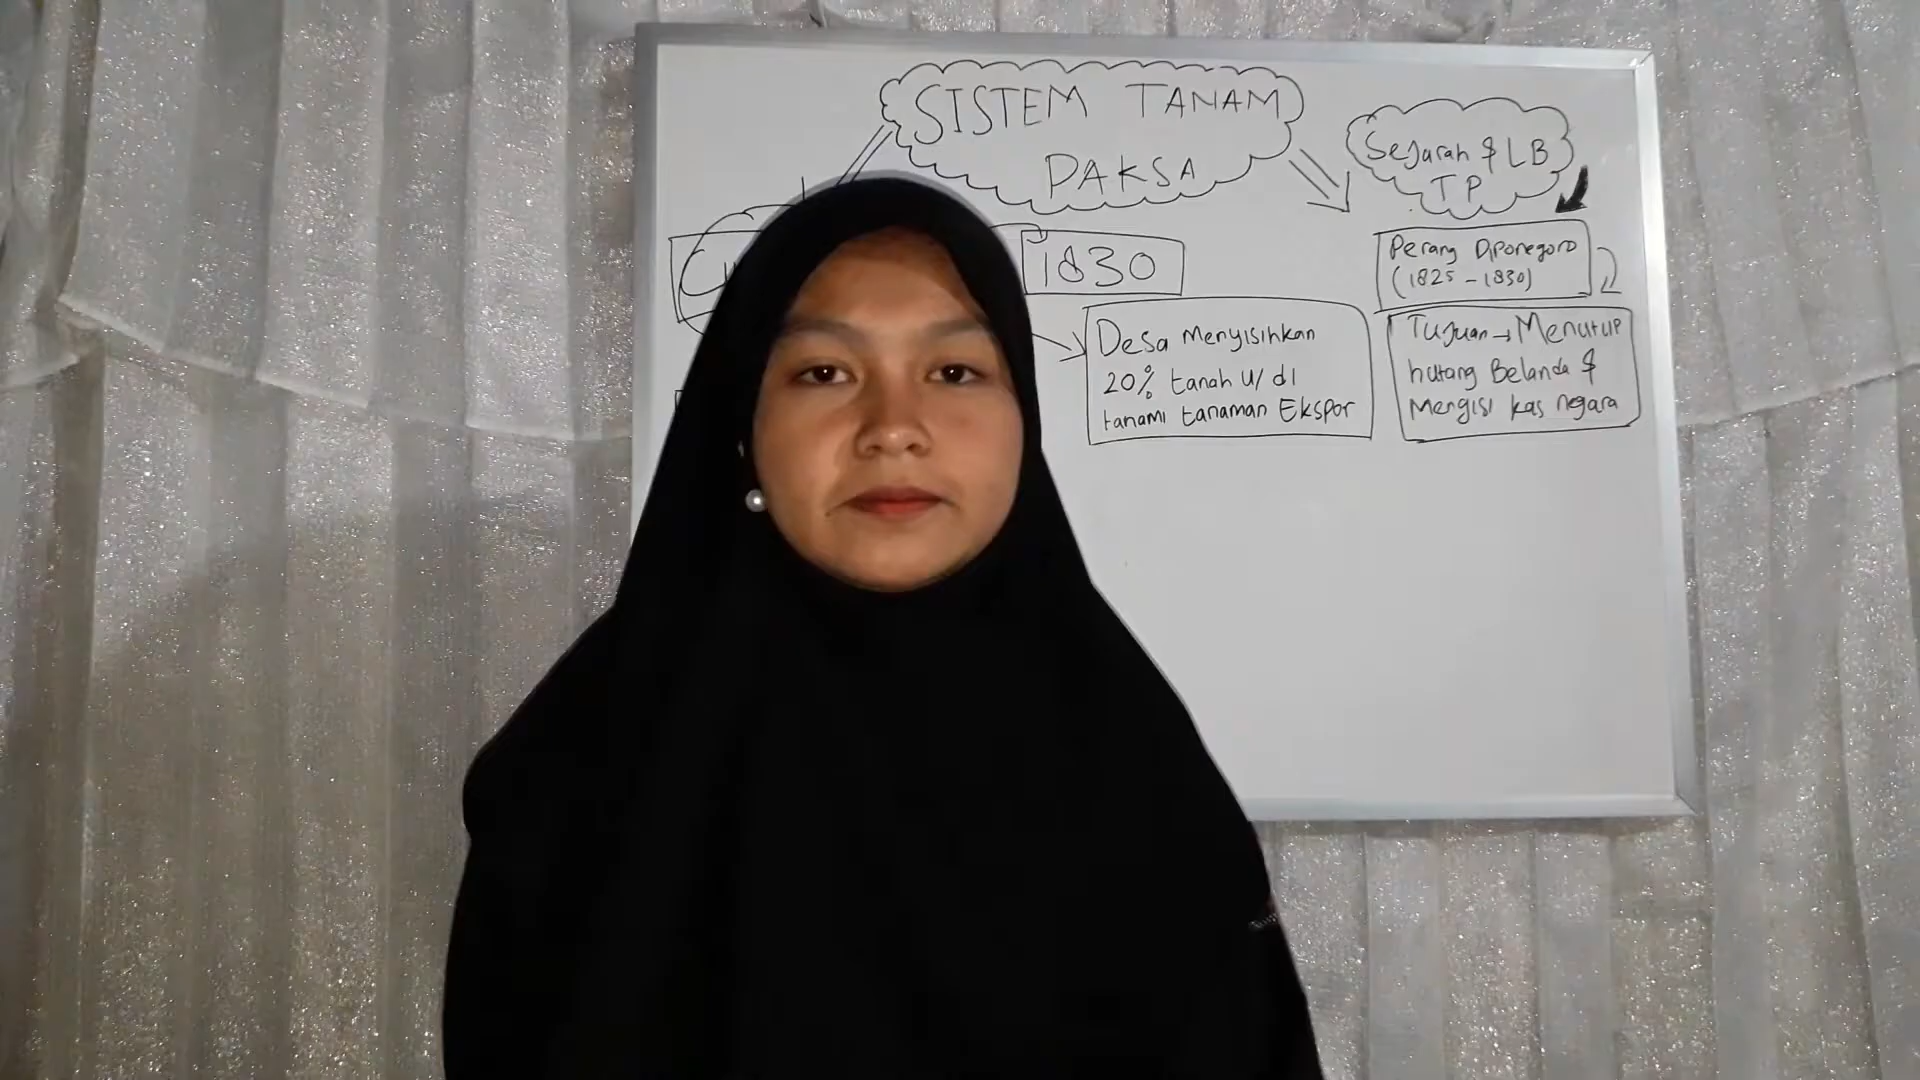 SISTEM TANAM
PAKSA
Sejarah & LB
TP
1830
Perang Diponegoro
(1825 - 1830)
Desa Menyisihkan
20% tanah u/ di
tanami tanaman Ekspor
Tujuan → Menutup
hutang Belanda &
Mengisi kas negara